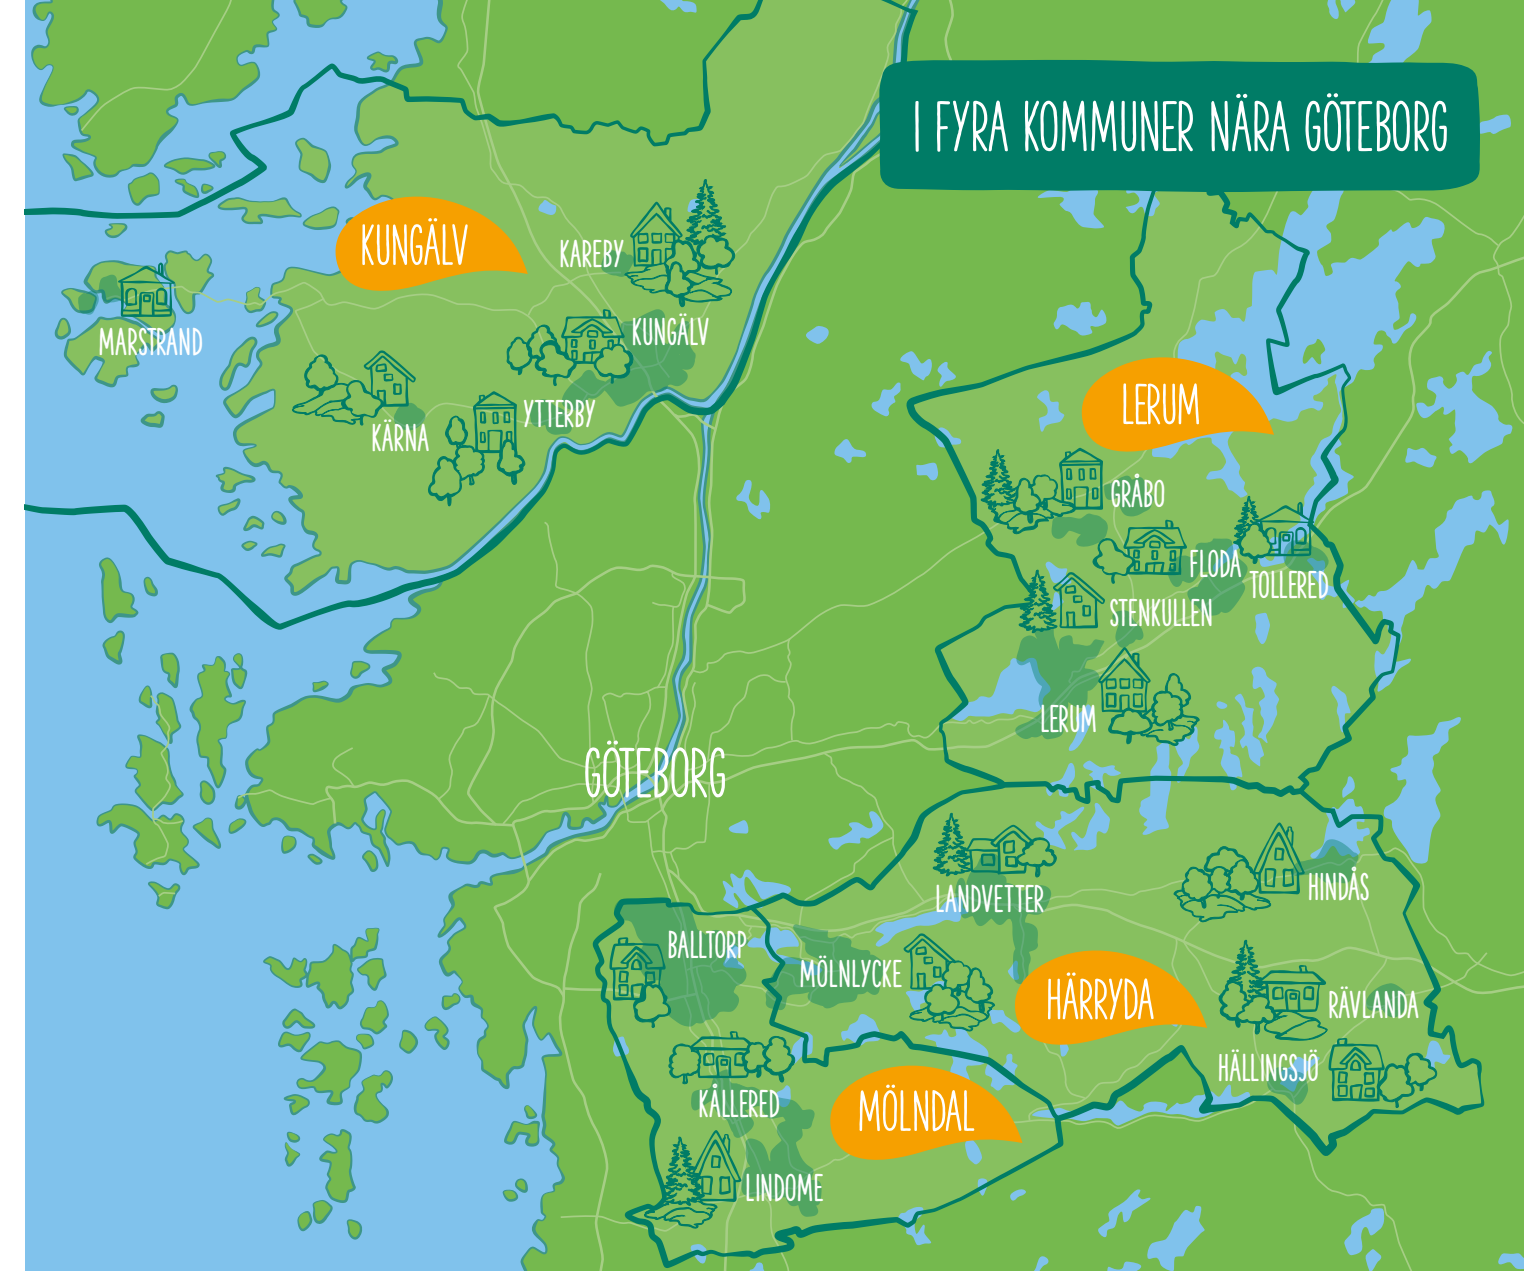 I FYRA KOMMUNER NÄRA GÖTEBORG
KUNGÄLV
KAREBY
KUNGÄLV
MARSTRAND
YTTERBY
KÄRNA
LERUM
GRÅBO
FLODA
TOLLERED
STENKULLEN
LERUM
GÖTEBORG
LANDVETTER
HINDÅS
BALLTORP
MÖLNLYCKE
HÄRRYDA
RÄVLANDA
HÄLLINGSJÖ
KÅLLERED
MÖLNDAL
LINDOME